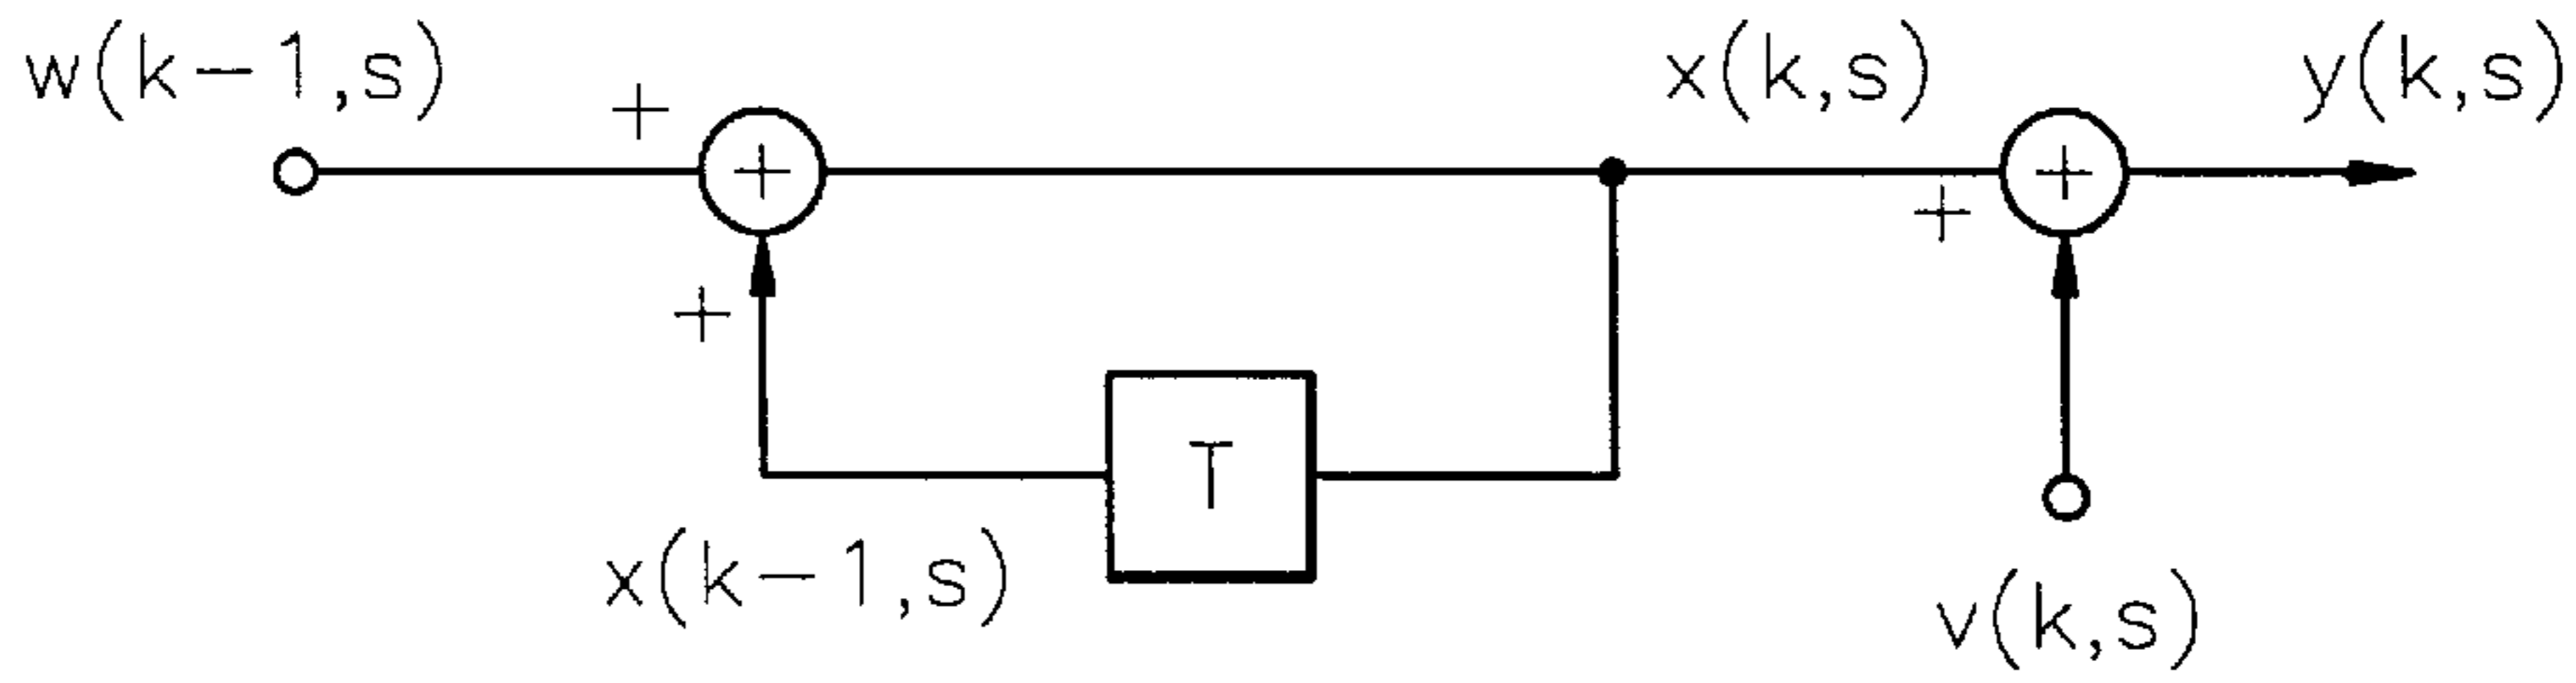 w(k-1,s)
+
+
x(k,s)
+
+
y(k,s)
+
T
x(k-1,s)
v(k,s)